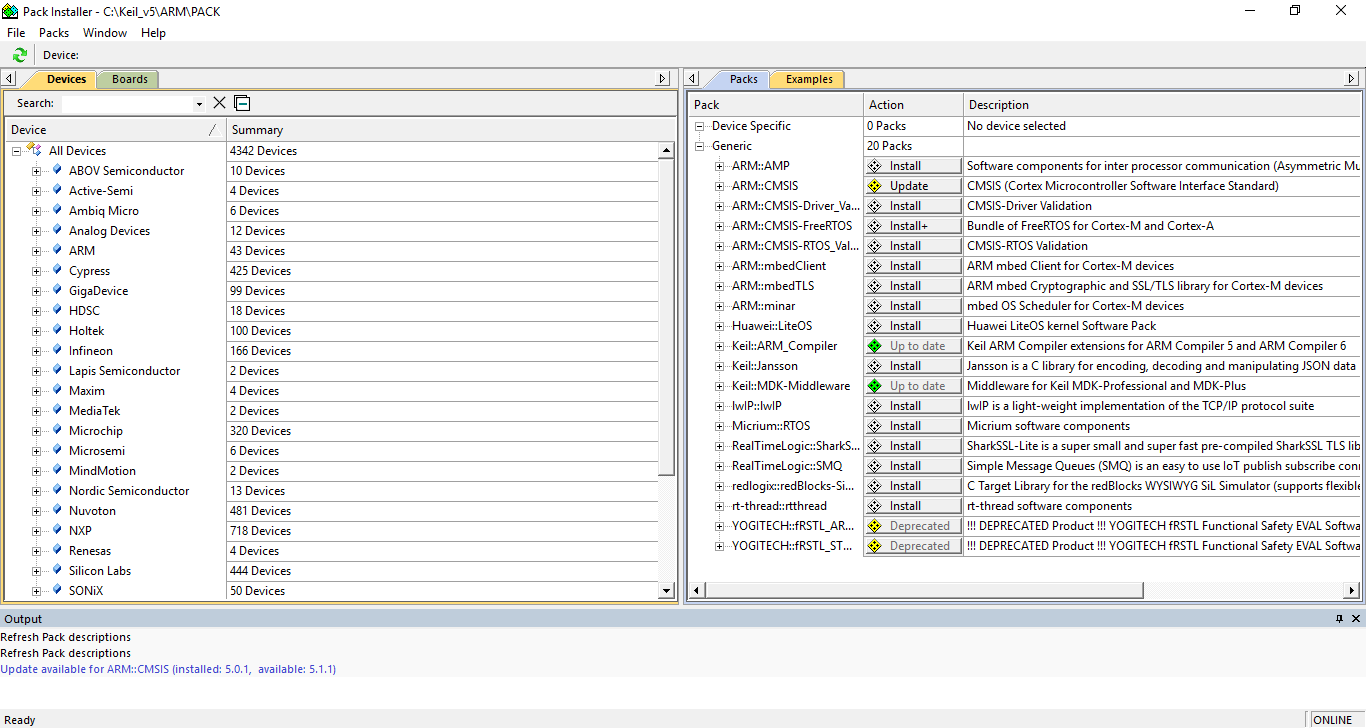 Pack Installer - C:\Keil_v5\ARM\PACK
File Packs Window Help
Device:
Devices Boards
Search:
Device Summary
All Devices 4342 Devices
ABOV Semiconductor 10 Devices
Active-Semi 4 Devices
Ambiq Micro 6 Devices
Analog Devices 12 Devices
ARM 43 Devices
Cypress 425 Devices
GigaDevice 99 Devices
HDSC 18 Devices
Holtek 100 Devices
Infineon 166 Devices
Lapis Semiconductor 2 Devices
Maxim 4 Devices
MediaTek 2 Devices
Microchip 320 Devices
Microsemi 6 Devices
MindMotion 2 Devices
Nordic Semiconductor 13 Devices
Nuvoton 481 Devices
NXP 718 Devices
Renesas 4 Devices
Silicon Labs 444 Devices
SONiX 50 Devices
Packs Examples
Pack Action Description
Device Specific 0 Packs No device selected
Generic 20 Packs
ARM::AMP Install Software components for inter processor communication (Asymmetric Mu
ARM::CMSIS Update CMSIS (Cortex Microcontroller Software Interface Standard)
ARM::CMSIS-Driver_Va... Install CMSIS-Driver Validation
ARM::CMSIS-FreeRTOS Install+ Bundle of FreeRTOS for Cortex-M and Cortex-A
ARM::CMSIS-RTOS_Val... Install CMSIS-RTOS Validation
ARM::mbedClient Install ARM mbed Client for Cortex-M devices
ARM::mbedTLS Install ARM mbed Cryptographic and SSL/TLS library for Cortex-M devices
ARM::minar Install mbed OS Scheduler for Cortex-M devices
Huawei::LiteOS Install Huawei LiteOS kernel Software Pack
Keil::ARM_Compiler Up to date Keil ARM Compiler extensions for ARM Compiler 5 and ARM Compiler 6
Keil::Jansson Install Jansson is a C library for encoding, decoding and manipulating JSON data
Keil::MDK-Middleware Up to date Middleware for Keil MDK-Professional and MDK-Plus
lwIP::lwIP Install lwIP is a light-weight implementation of the TCP/IP protocol suite
Micrium::RTOS Install Micrium software components
RealTimeLogic::SharkS... Install SharkSSL-Lite is a super small and super fast pre-compiled SharkSSL TLS lib
RealTimeLogic::SMQ Install Simple Message Queues (SMQ) is an easy to use IoT publish subscribe con
redlogix::redBlocks-Si... Install C Target Library for the redBlocks WYSIWYG SiL Simulator (supports flexible
rt-thread::rtthread Install rt-thread software components
YOGITECH::fRSTL_AR... Deprecated !!! DEPRECATED Product !!! YOGITECH fRSTL Functional Safety EVAL Softwa
YOGITECH::fRSTL_ST... Deprecated !!! DEPRECATED Product !!! YOGITECH fRSTL Functional Safety EVAL Softwa
Output
Refresh Pack descriptions
Refresh Pack descriptions
Update available for ARM::CMSIS (installed: 5.0.1, available: 5.1.1)
Ready ONLINE